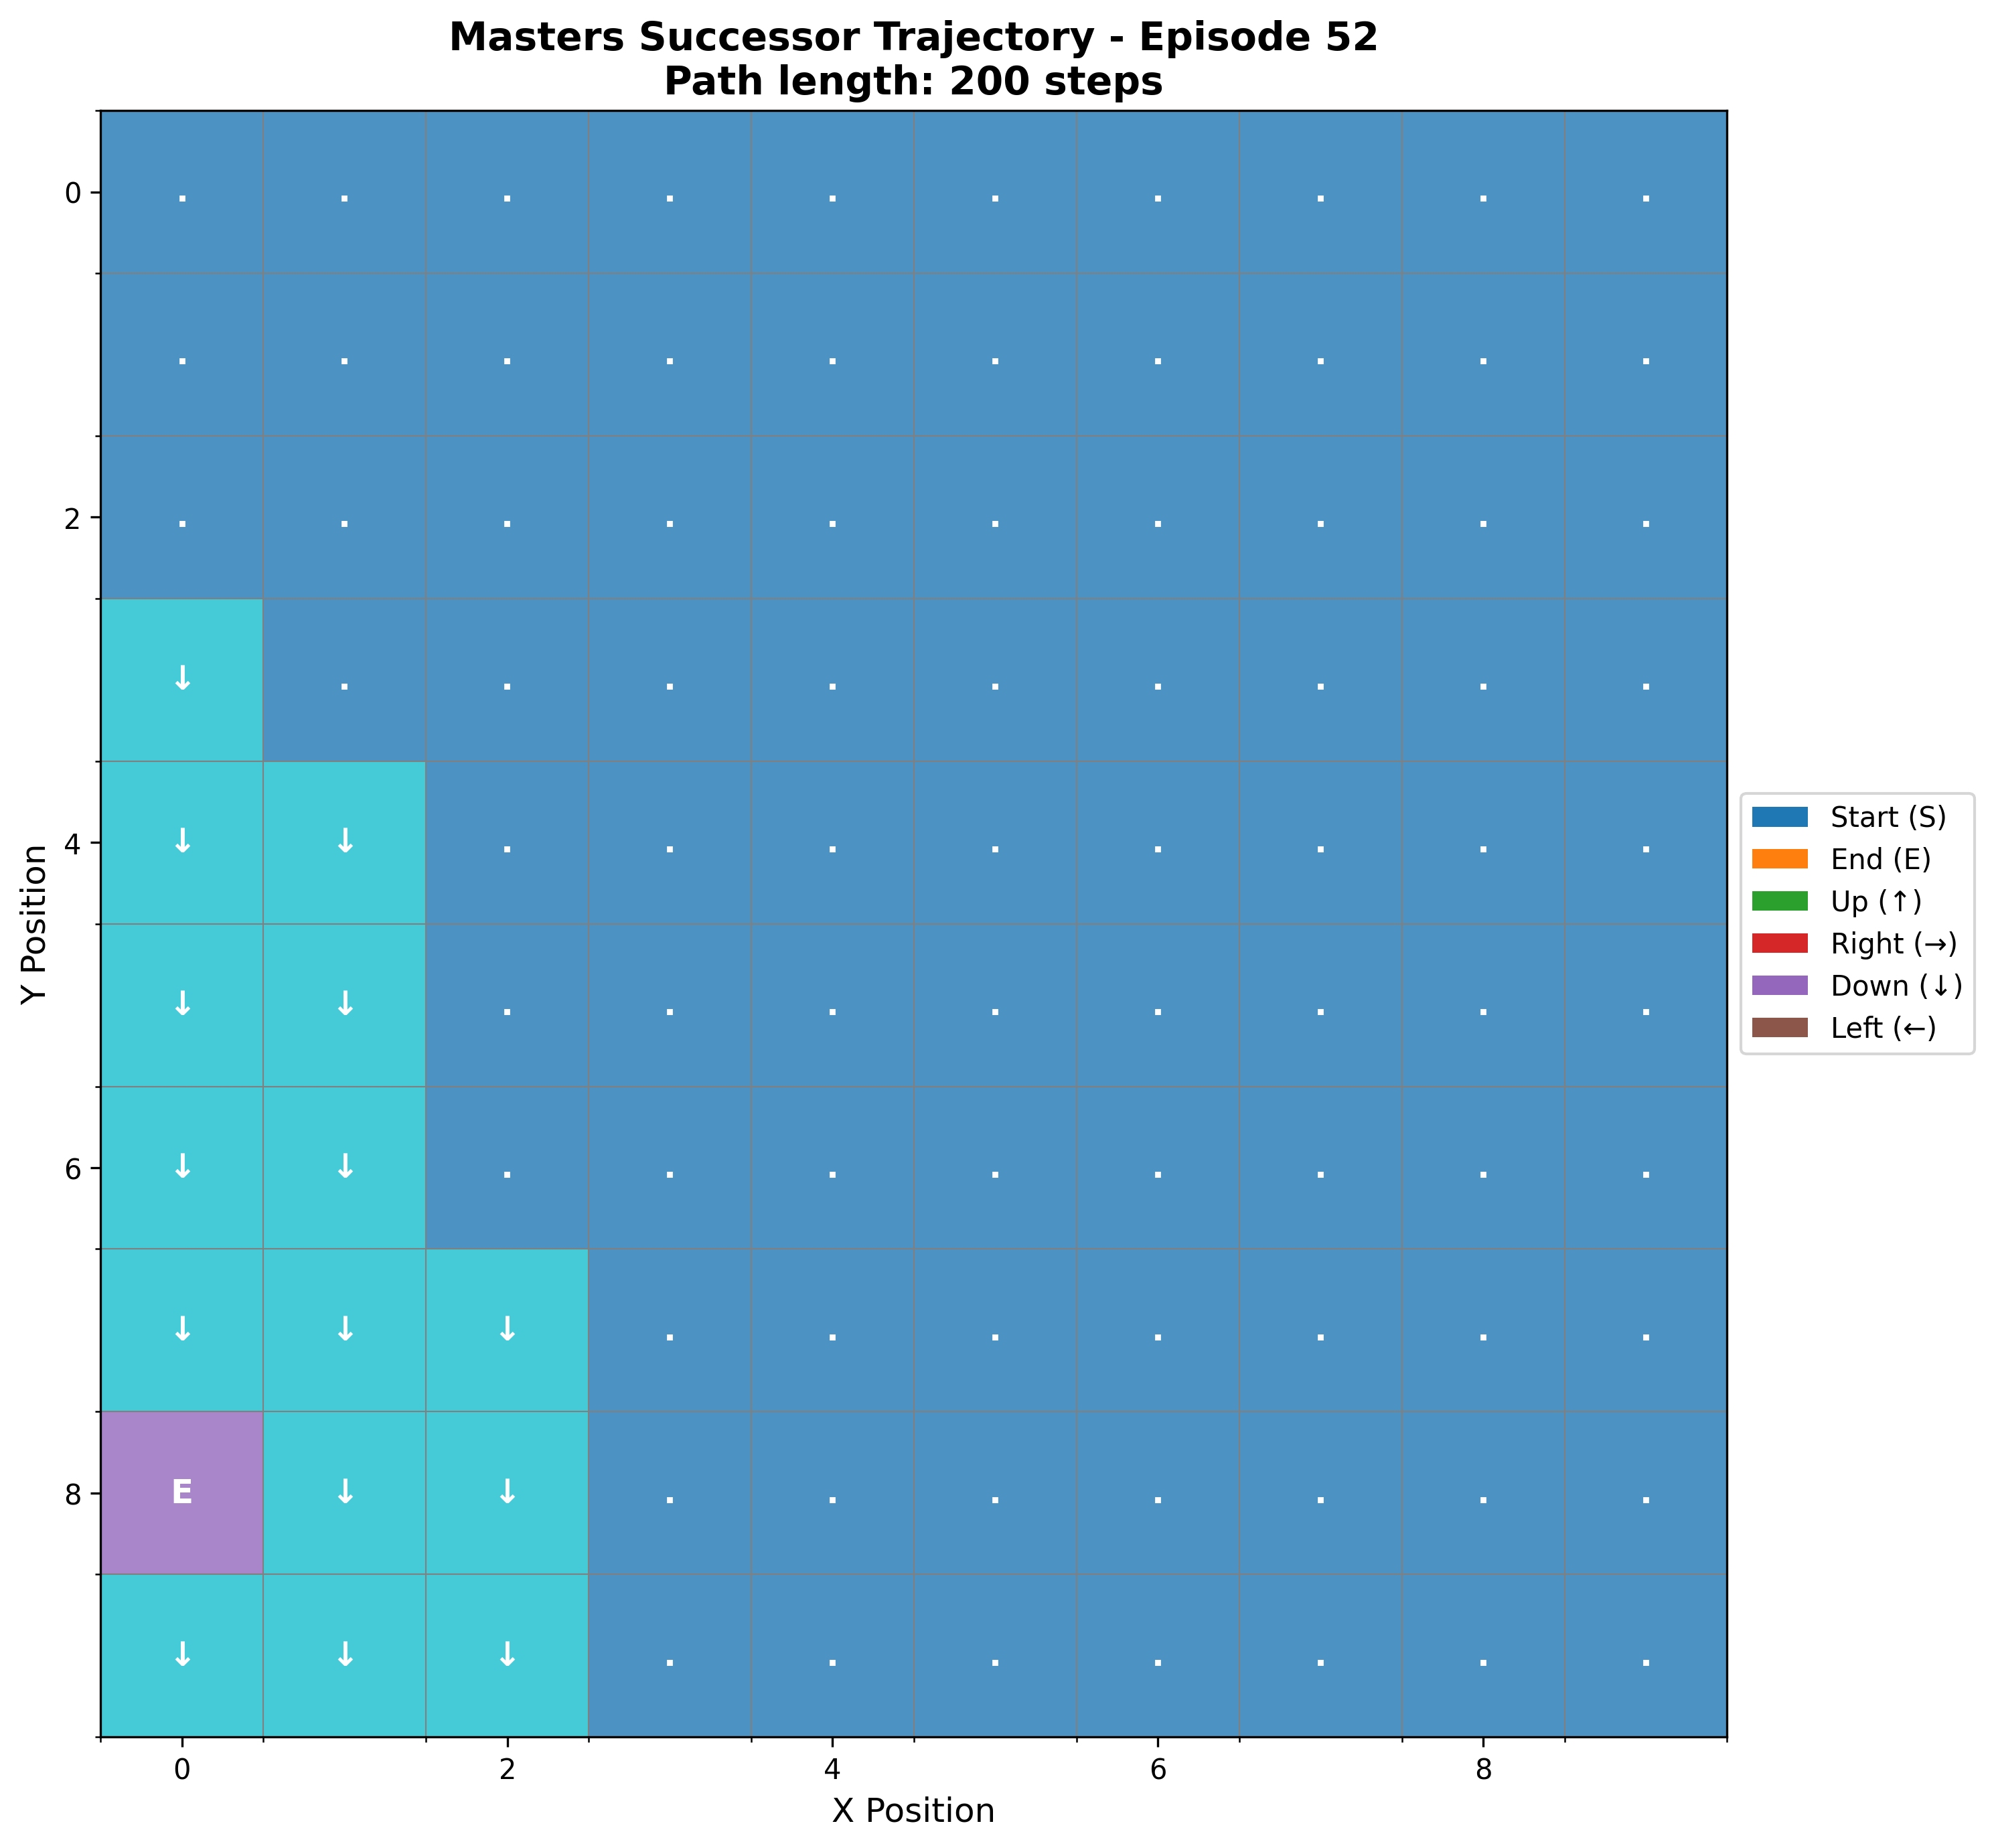 Masters Successor Trajectory - Episode 52
Path length: 200 steps
0 . . . . . . . . . .
. . . . . . . . . .
2 . . . . . . . . . .
↓ . . . . . . . . .
4 ↓ ↓ . . . . . . . .
↓ ↓ . . . . . . . .
6 ↓ ↓ . . . . . . . .
↓ ↓ ↓ . . . . . . .
8 E ↓ ↓ . . . . . . .
↓ ↓ ↓ . . . . . . .
0 2 4 6 8
X Position
Y Position
Start (S)
End (E)
Up (↑)
Right (→)
Down (↓)
Left (←)